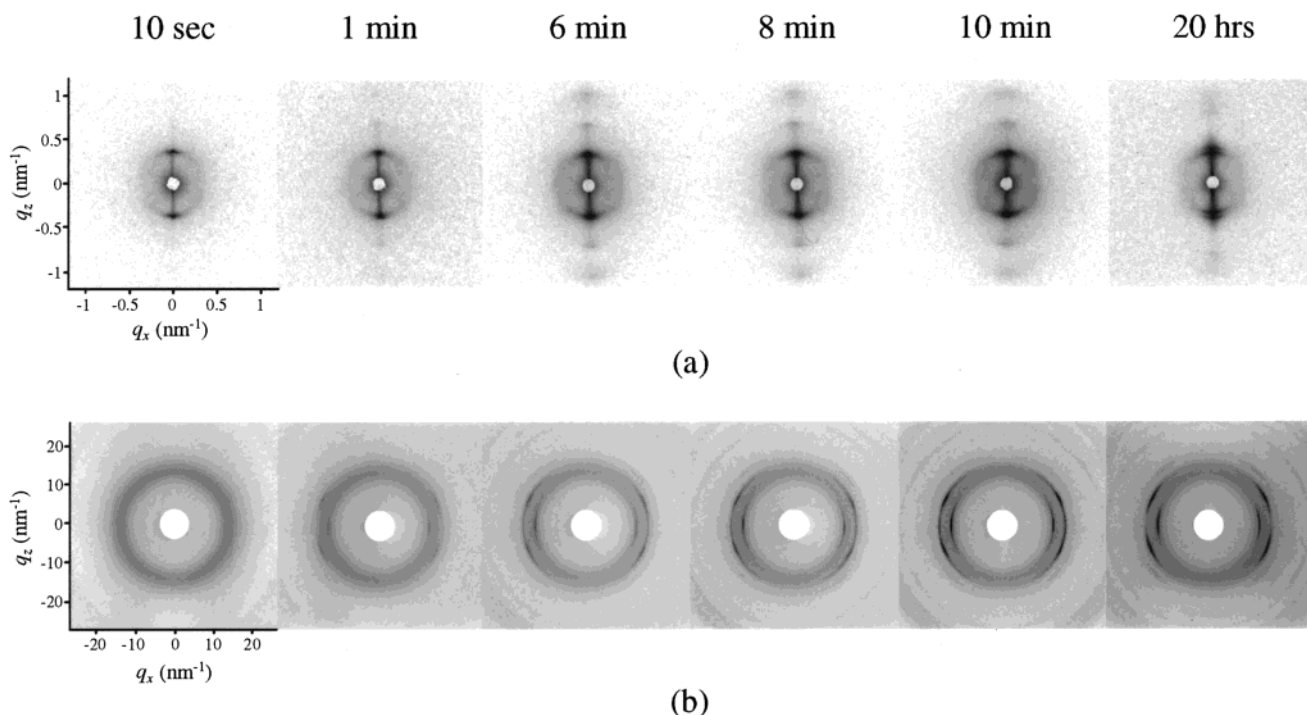 10 sec 1 min 6 min 8 min 10 min 20 hrs
1
0.5
0
-0.5
-1
q_z (nm⁻¹)
-1 -0.5 0 0.5 1
q_x (nm⁻¹)
(a)
20
10
0
-10
-20
q_z (nm⁻¹)
-20 -10 0 10 20
q_x (nm⁻¹)
(b)